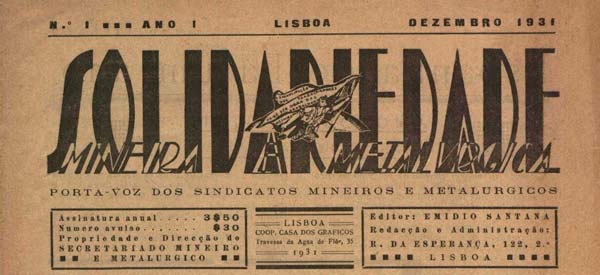 N.º 1 ■■■ ANO I LISBOA DEZEMBRO 1931
SOLIDARIEDADE
MINEIRA E METALURGICA
PORTA-VOZ DOS SINDICATOS MINEIROS E METALURGICOS
Assinatura anual . . . . . 3$50
Numero avulso . . . . . . $30
Propriedade e Direcção do
SECRETARIADO MINEIRO
E METALURGICO
LISBOA
COOP. CASA DOS GRAFICOS
Travessa da Agua de Flôr, 35
1931
Editor: EMIDIO SANTANA
Redacção e Administração:
R. DA ESPERANÇA, 122, 2.º
LISBOA